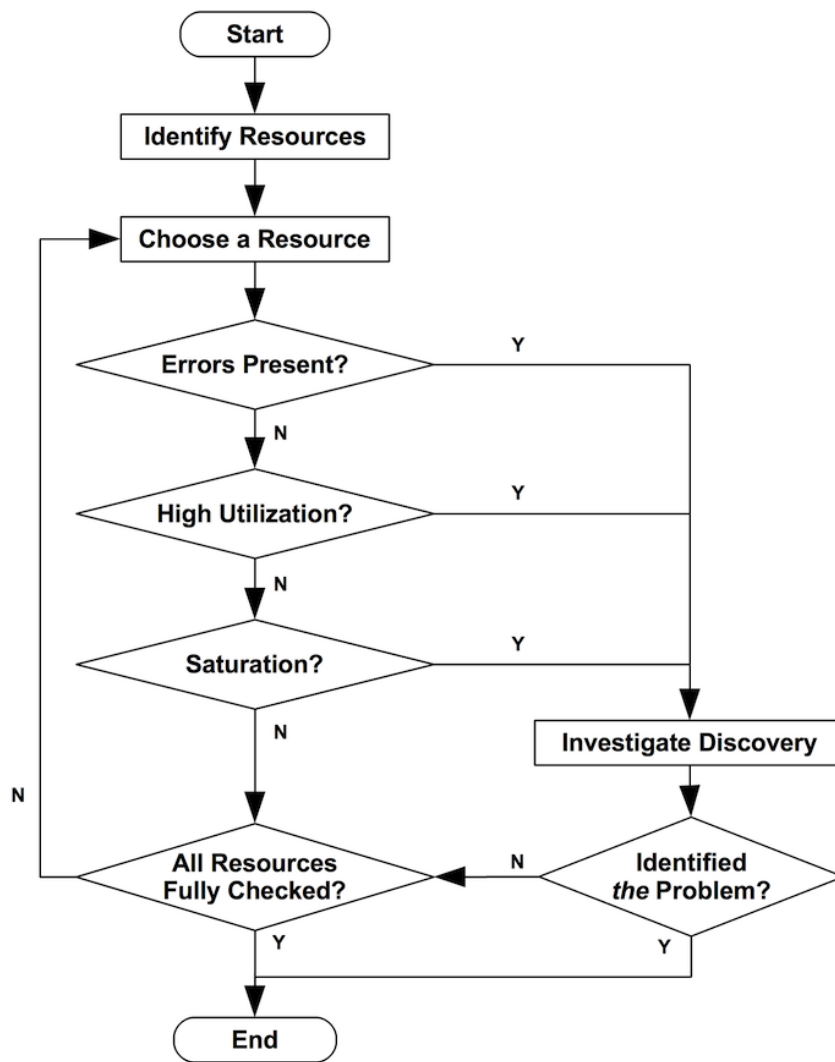 Start
Identify Resources
Choose a Resource
Errors Present?
Y
N
High Utilization?
Y
N
Saturation?
Y
N
Investigate Discovery
N
All Resources
Fully Checked?
N
Identified
the Problem?
Y
Y
End